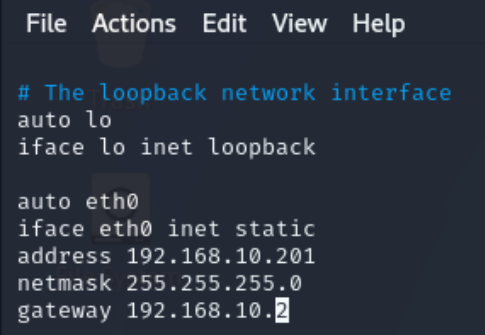 File Actions Edit View Help
# The loopback network interface
auto lo
iface lo inet loopback
auto eth0
iface eth0 inet static
address 192.168.10.201
netmask 255.255.255.0
gateway 192.168.10.2